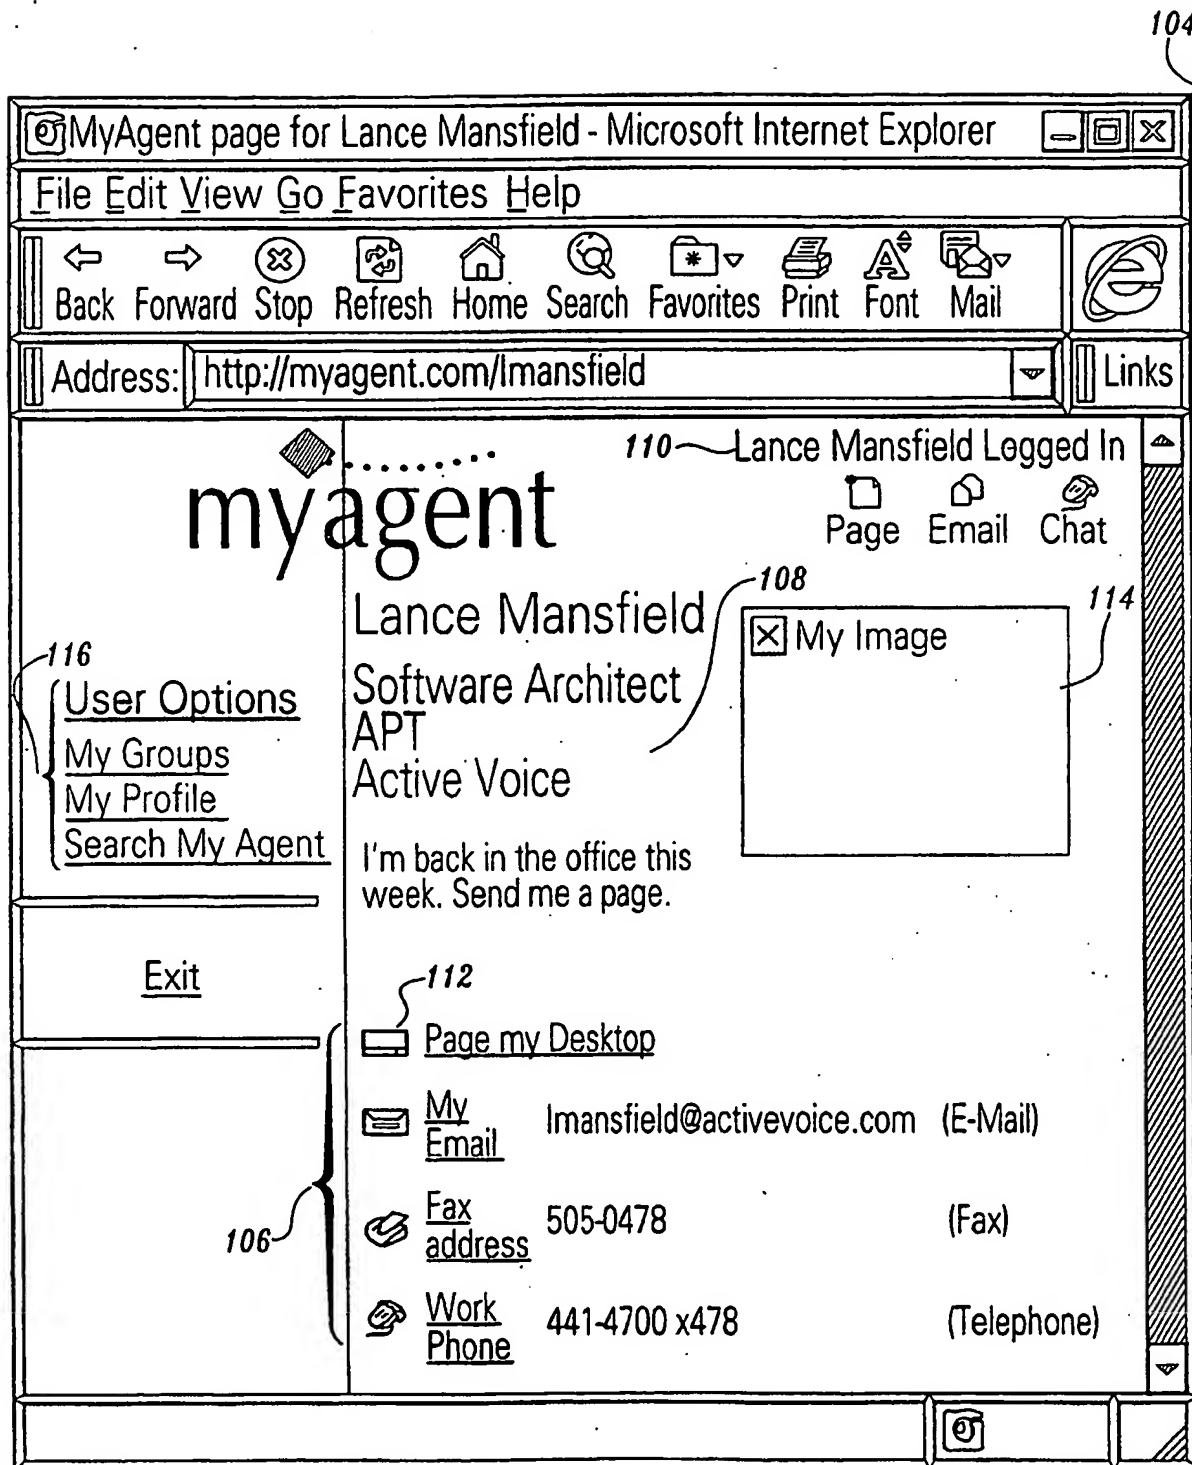 104
MyAgent page for Lance Mansfield - Microsoft Internet Explorer
File Edit View Go Favorites Help
Back Forward Stop Refresh Home Search Favorites Print Font Mail
Address: http://myagent.com/lmansfield Links
110 Lance Mansfield Logged In
myagent
Page Email Chat
108
114
Lance Mansfield
My Image
116
Software Architect
User Options
APT
My Groups
Active Voice
My Profile
Search My Agent
I'm back in the office this
week. Send me a page.
Exit
112
Page my Desktop
My
Email lmansfield@activevoice.com (E-Mail)
106
Fax
address 505-0478 (Fax)
Work
Phone 441-4700 x478 (Telephone)